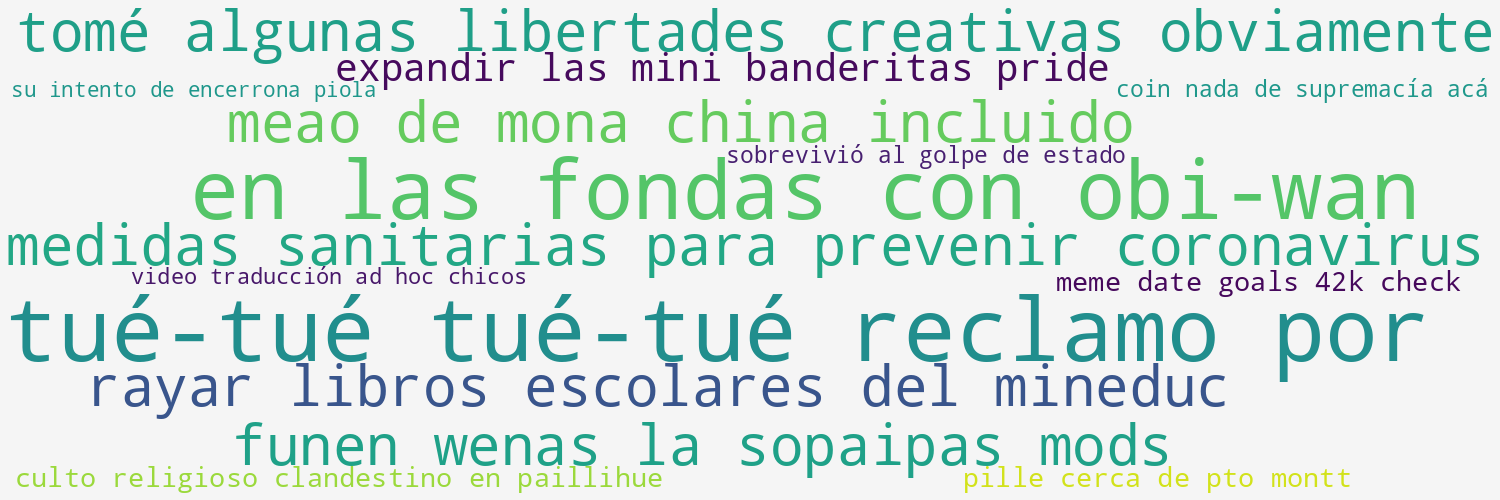 tomé algunas libertades creativas obviamente
expandir las mini banderitas pride
su intento de encerrona piola
coin nada de supremacía acá
meao de mona china incluido
sobrevivió al golpe de estado
en las fondas con obi-wan
medidas sanitarias para prevenir coronavirus
video traducción ad hoc chicos
meme date goals 42k check
tué-tué tué-tué reclamo por
rayar libros escolares del mineduc
funen wenas la sopaipas mods
culto religioso clandestino en paillihue
pille cerca de pto montt